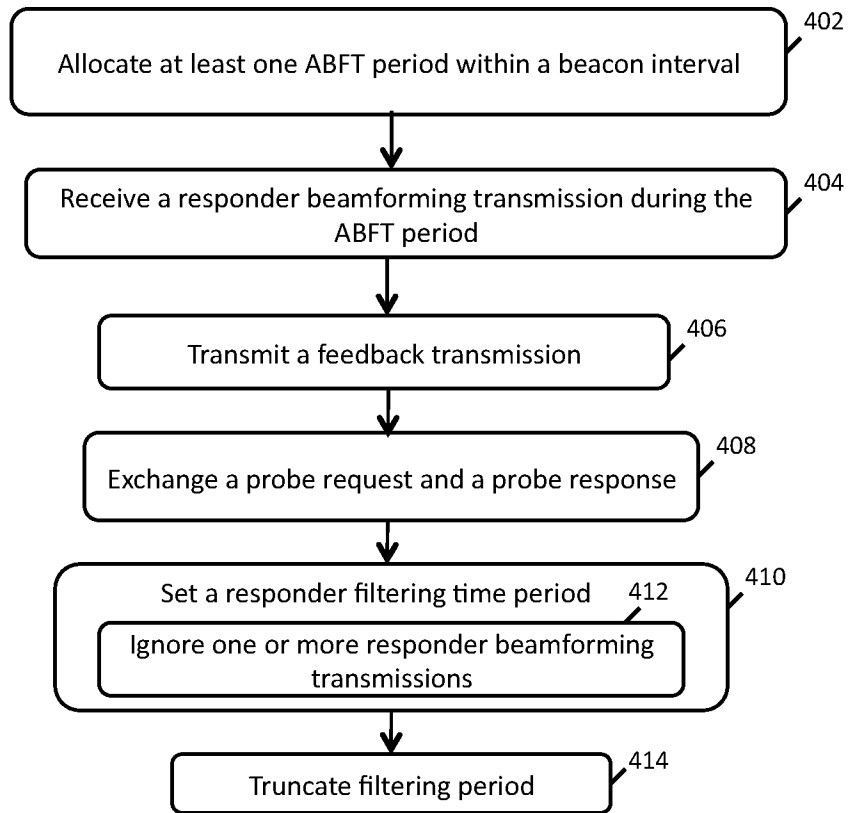 402
Allocate at least one ABFT period within a beacon interval
404
Receive a responder beamforming transmission during the
ABFT period
406
Transmit a feedback transmission
408
Exchange a probe request and a probe response
410
Set a responder filtering time period
412
Ignore one or more responder beamforming
transmissions
414
Truncate filtering period